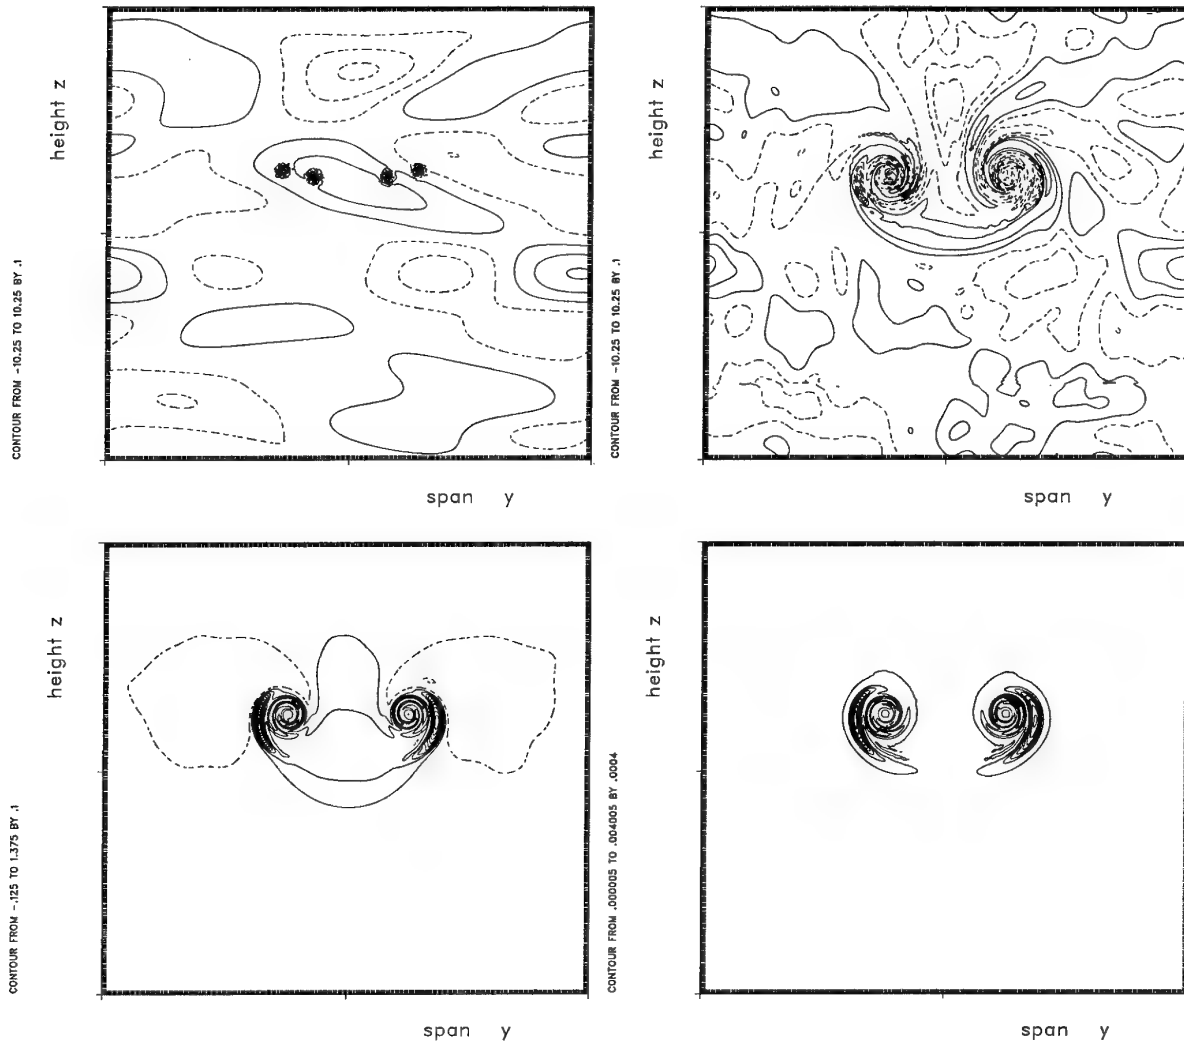 height z
CONTOUR FROM -10.25 TO 10.25 BY .1
span y
height z
CONTOUR FROM -10.25 TO 10.25 BY .1
span y
height z
CONTOUR FROM -.125 TO 1.375 BY .1
span y
height z
CONTOUR FROM .000005 TO .004005 BY .0004
span y